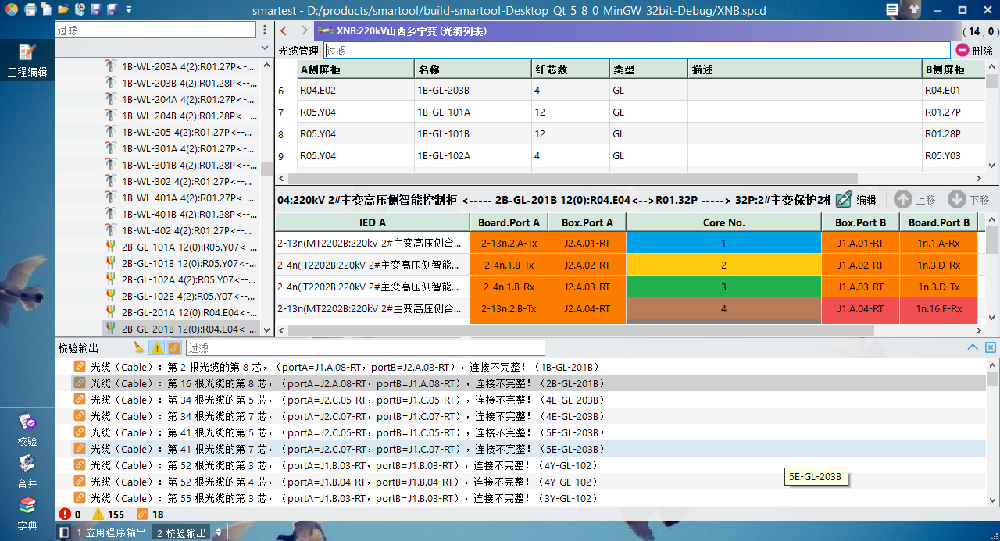 smartest - D:/products/smartool/build-smartool-Desktop_Qt_5_8_0_MinGW_32bit-Debug/XNB.spcd
过滤
XNB:220kV山西乡宁变 (光缆列表)
( 14 , 0 )
工程编辑
光缆管理
过滤
删除
1B-WL-203A 4(2):R01.27P<--...
1B-WL-203B 4(2):R01.28P<--...
1B-WL-204A 4(2):R01.27P<--...
1B-WL-204B 4(2):R01.28P<--...
1B-WL-205 4(2):R01.27P<--...
1B-WL-301A 4(2):R01.27P<--...
1B-WL-301B 4(2):R01.28P<--...
1B-WL-302 4(2):R01.27P<--...
1B-WL-401A 4(2):R01.27P<--...
1B-WL-401B 4(2):R01.28P<--...
1B-WL-402 4(2):R01.27P<--...
2B-GL-101A 12(0):R05.Y07<--...
2B-GL-101B 12(0):R05.Y07<--...
2B-GL-102A 4(2):R05.Y07<--...
2B-GL-102B 4(2):R05.Y07<--...
2B-GL-201A 12(0):R04.E04<-...
2B-GL-201B 12(0):R04.E04<-...
A侧屏柜 名称 纤芯数 类型 描述 B侧屏柜
6 R04.E02 1B-GL-203B 4 GL R04.E01
7 R05.Y04 1B-GL-101A 12 GL R01.27P
8 R05.Y04 1B-GL-101B 12 GL R01.28P
9 R05.Y04 1B-GL-102A 4 GL R05.Y03
04:220kV 2#主变高压侧智能控制柜 <----- 2B-GL-201B 12(0):R04.E04<-->R01.32P -----> 32P:2#主变保护2柜
编辑
上移
下移
IED A Board.Port A Box.Port A Core No. Box.Port B Board.Port B
2-13n(MT2202B:220kV 2#主变高压侧合... 2-13n.2.A-Tx J2.A.01-RT 1 J1.A.01-RT 1n.1.A-Rx
2-4n(IT2202B:220kV 2#主变高压侧智能... 2-4n.1.B-Tx J2.A.02-RT 2 J1.A.02-RT 1n.3.D-Rx
2-4n(IT2202B:220kV 2#主变高压侧智能... 2-4n.1.B-Rx J2.A.03-RT 3 J1.A.03-RT 1n.3.D-Tx
2-13n(MT2202B:220kV 2#主变高压侧合... 2-13n.2.B-Tx J2.A.04-RT 4 J1.A.04-RT 1n.16.F-Rx
校验输出
过滤
光缆（Cable）: 第 2 根光缆的第 8 芯，（portA=J1.A.08-RT，portB=J2.A.08-RT），连接不完整!（1B-GL-201B）
光缆（Cable）: 第 16 根光缆的第 8 芯，（portA=J2.A.08-RT，portB=J1.A.08-RT），连接不完整!（2B-GL-201B）
光缆（Cable）: 第 34 根光缆的第 5 芯，（portA=J2.C.05-RT，portB=J1.C.05-RT），连接不完整!（4E-GL-203B）
光缆（Cable）: 第 34 根光缆的第 7 芯，（portA=J2.C.07-RT，portB=J1.C.07-RT），连接不完整!（4E-GL-203B）
光缆（Cable）: 第 41 根光缆的第 5 芯，（portA=J2.C.05-RT，portB=J1.C.05-RT），连接不完整!（5E-GL-203B）
光缆（Cable）: 第 41 根光缆的第 7 芯，（portA=J2.C.07-RT，portB=J1.C.07-RT），连接不完整!（5E-GL-203B）
光缆（Cable）: 第 52 根光缆的第 3 芯，（portA=J1.B.03-RT，portB=J1.B.03-RT），连接不完整!（4Y-GL-102）
光缆（Cable）: 第 52 根光缆的第 4 芯，（portA=J1.B.04-RT，portB=J1.B.04-RT），连接不完整!（4Y-GL-102）
光缆（Cable）: 第 55 根光缆的第 3 芯，（portA=J1.B.03-RT，portB=J1.B.03-RT），连接不完整!（3Y-GL-102）
5E-GL-203B
校验
合并
字典
0 155 18
1 应用程序输出 2 校验输出